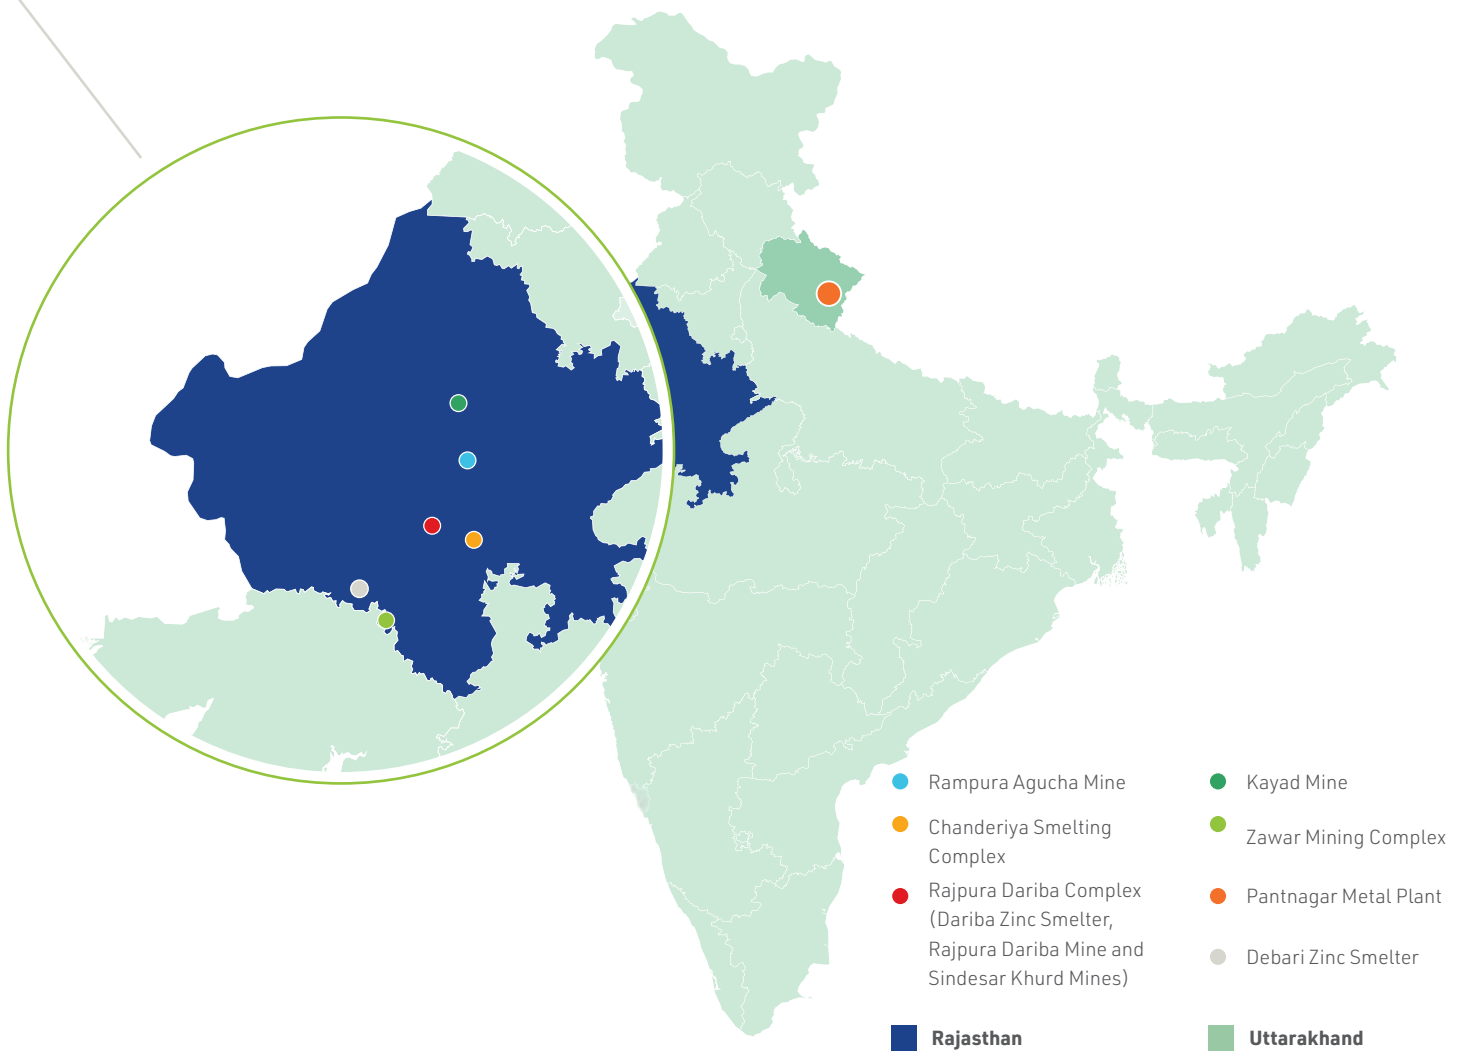 Rampura Agucha Mine
Chanderiya Smelting
Complex
Rajpura Dariba Complex
(Dariba Zinc Smelter,
Rajpura Dariba Mine and
Sindesar Khurd Mines)
Rajasthan
Kayad Mine
Zawar Mining Complex
Pantnagar Metal Plant
Debari Zinc Smelter
Uttarakhand